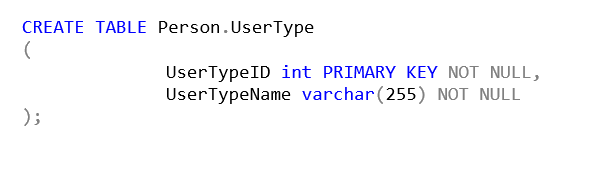 CREATE TABLE Person.UserType
(
UserTypeID int PRIMARY KEY NOT NULL,
UserTypeName varchar(255) NOT NULL
);